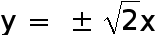 y = ± √2x